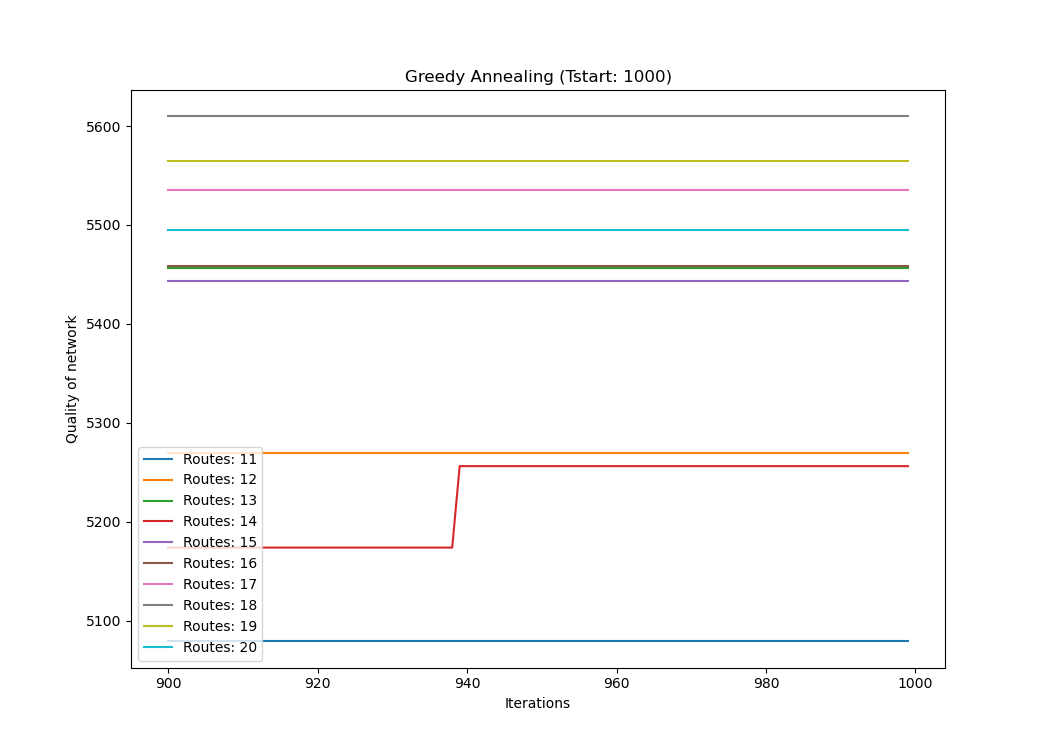 Greedy Annealing (Tstart: 1000)
5600
5500
5400
5300
5200
5100
Quality of network
Routes: 11
Routes: 12
Routes: 13
Routes: 14
Routes: 15
Routes: 16
Routes: 17
Routes: 18
Routes: 19
Routes: 20
900 920 940 960 980 1000
Iterations